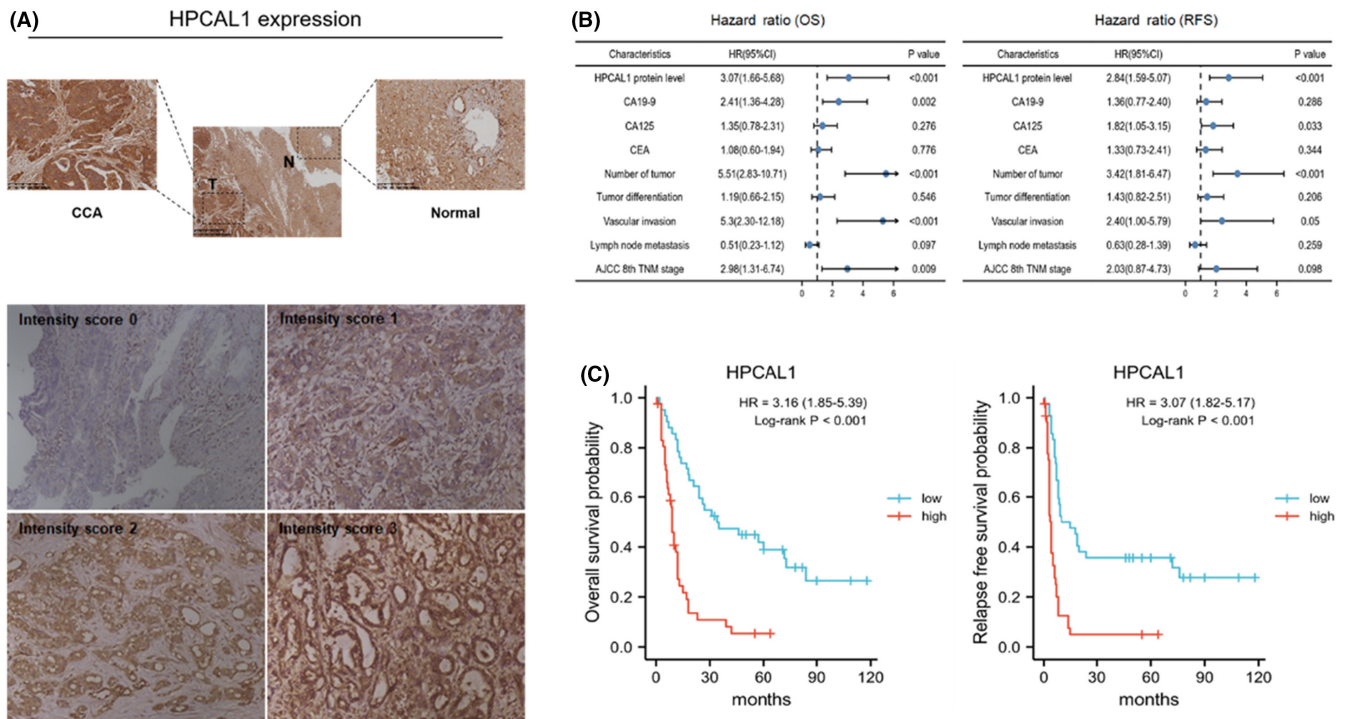 (A)
HPCAL1 expression
T
N
CCA
Normal
Intensity score 0
Intensity score 1
Intensity score 2
Intensity score 3
(B)
Hazard ratio (OS)
Characteristics HR(95%CI) P value
HPCAL1 protein level 3.07(1.66-5.68) <0.001
CA19-9 2.41(1.36-4.28) 0.002
CA125 1.35(0.78-2.31) 0.276
CEA 1.08(0.60-1.94) 0.776
Number of tumor 5.51(2.83-10.71) <0.001
Tumor differentiation 1.19(0.66-2.15) 0.546
Vascular invasion 5.3(2.30-12.18) <0.001
Lymph node metastasis 0.51(0.23-1.12) 0.097
AJCC 8th TNM stage 2.98(1.31-6.74) 0.009
0 2 4 6
Hazard ratio (RFS)
Characteristics HR(95%CI) P value
HPCAL1 protein level 2.84(1.59-5.07) <0.001
CA19-9 1.36(0.77-2.40) 0.286
CA125 1.82(1.05-3.15) 0.033
CEA 1.33(0.73-2.41) 0.344
Number of tumor 3.42(1.81-6.47) <0.001
Tumor differentiation 1.43(0.82-2.51) 0.206
Vascular invasion 2.40(1.00-5.79) 0.05
Lymph node metastasis 0.63(0.28-1.39) 0.259
AJCC 8th TNM stage 2.03(0.87-4.73) 0.098
0 2 4 6
(C)
HPCAL1
HR = 3.16 (1.85-5.39)
Log-rank P < 0.001
Overall survival probability
1.0
0.8
0.6
0.4
0.2
0.0
low
high
0 30 60 90 120
months
HPCAL1
HR = 3.07 (1.82-5.17)
Log-rank P < 0.001
Relapse free survival probability
1.0
0.8
0.6
0.4
0.2
0.0
low
high
0 30 60 90 120
months